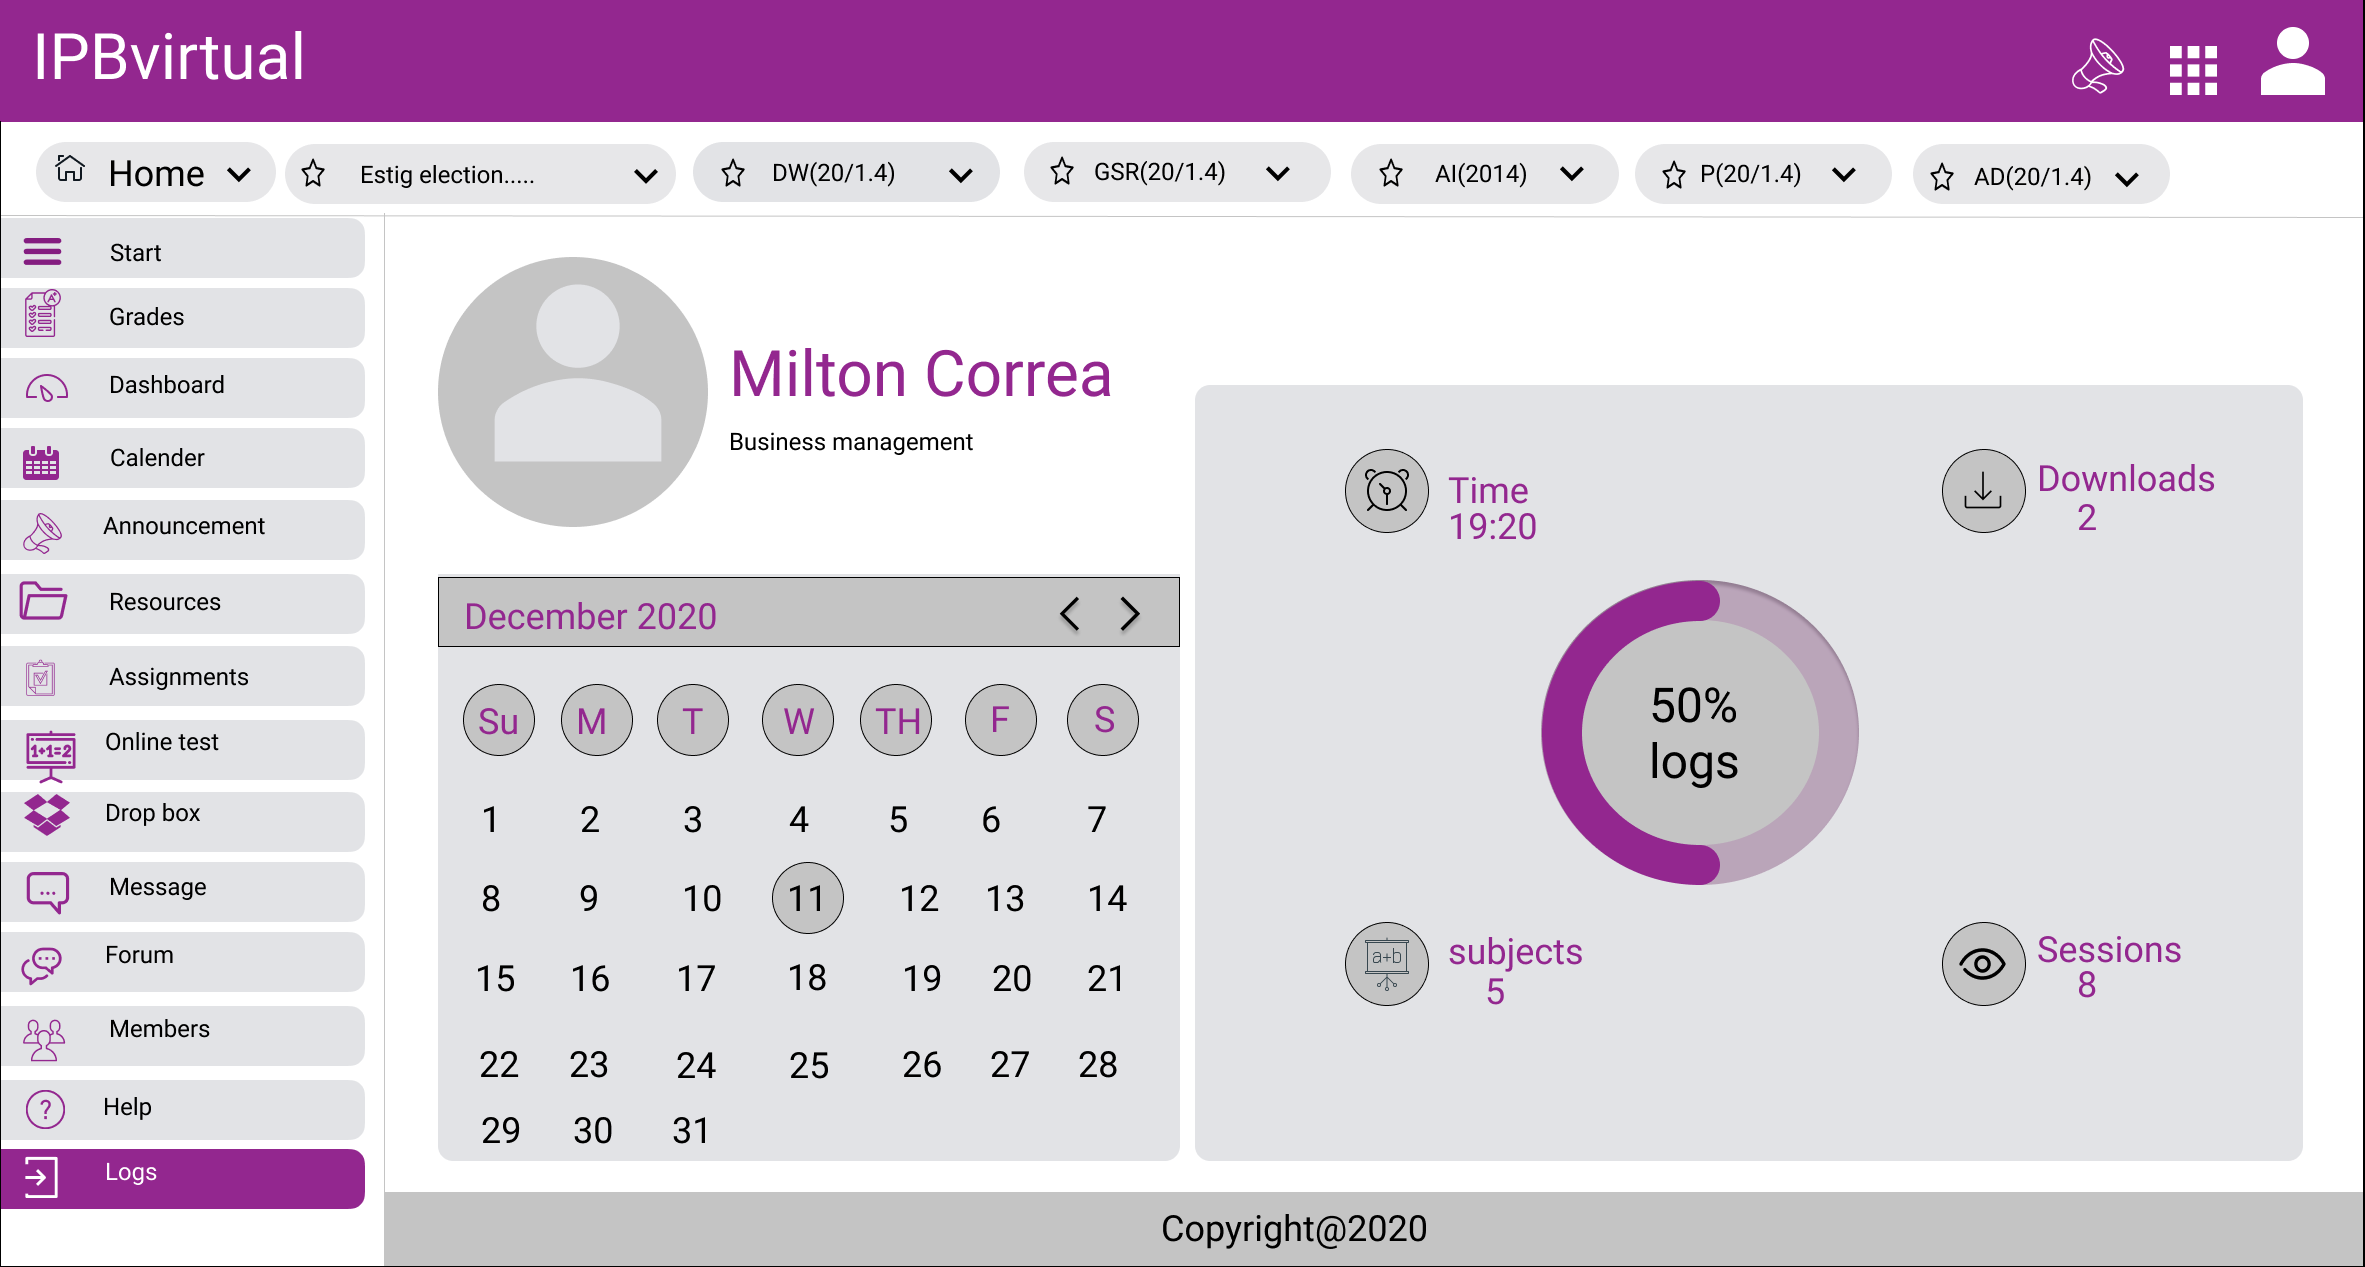 IPBvirtual
Home
Estig election.....
DW(20/1.4)
GSR(20/1.4)
AI(2014)
P(20/1.4)
AD(20/1.4)
Start
Grades
Dashboard
Calender
Announcement
Resources
Assignments
1+1=2
Online test
Drop box
Message
Forum
Members
? Help
Logs
Milton Correa
Business management
December 2020
Su M T W TH F S
1 2 3 4 5 6 7
8 9 10 11 12 13 14
15 16 17 18 19 20 21
22 23 24 25 26 27 28
29 30 31
Time
19:20
Downloads
2
50%
logs
a+b
subjects
5
Sessions
8
Copyright@2020